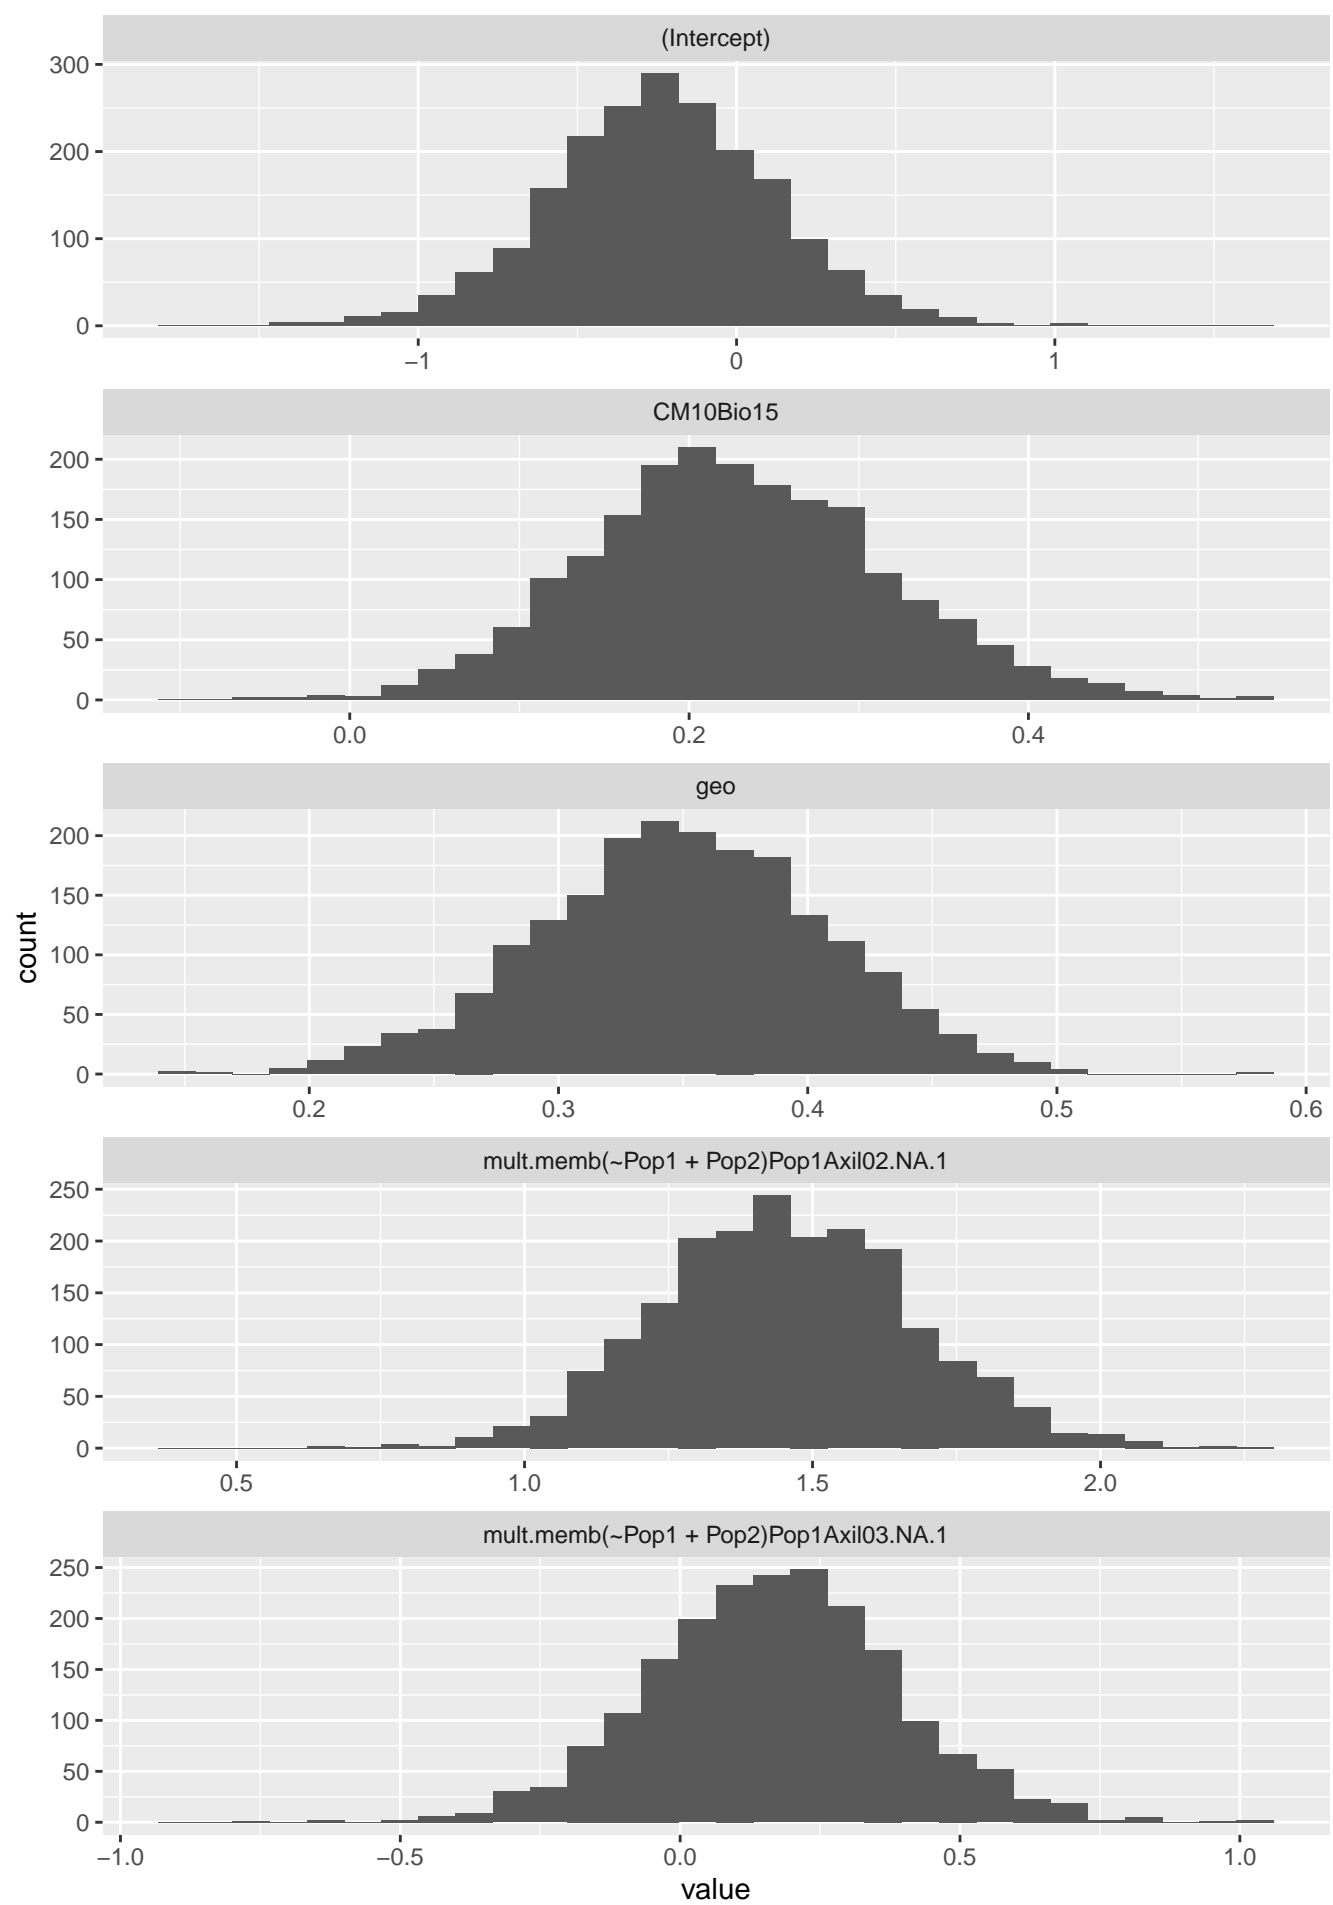 (Intercept)
300
200
100
0
−1 0 1
CM10Bio15
200
150
100
50
0
0.0 0.2 0.4
geo
200
150
100
50
0
0.2 0.3 0.4 0.5 0.6
count
mult.memb(~Pop1 + Pop2)Pop1Axil02.NA.1
250
200
150
100
50
0
0.5 1.0 1.5 2.0
mult.memb(~Pop1 + Pop2)Pop1Axil03.NA.1
250
200
150
100
50
0
−1.0 −0.5 0.0 0.5 1.0
value